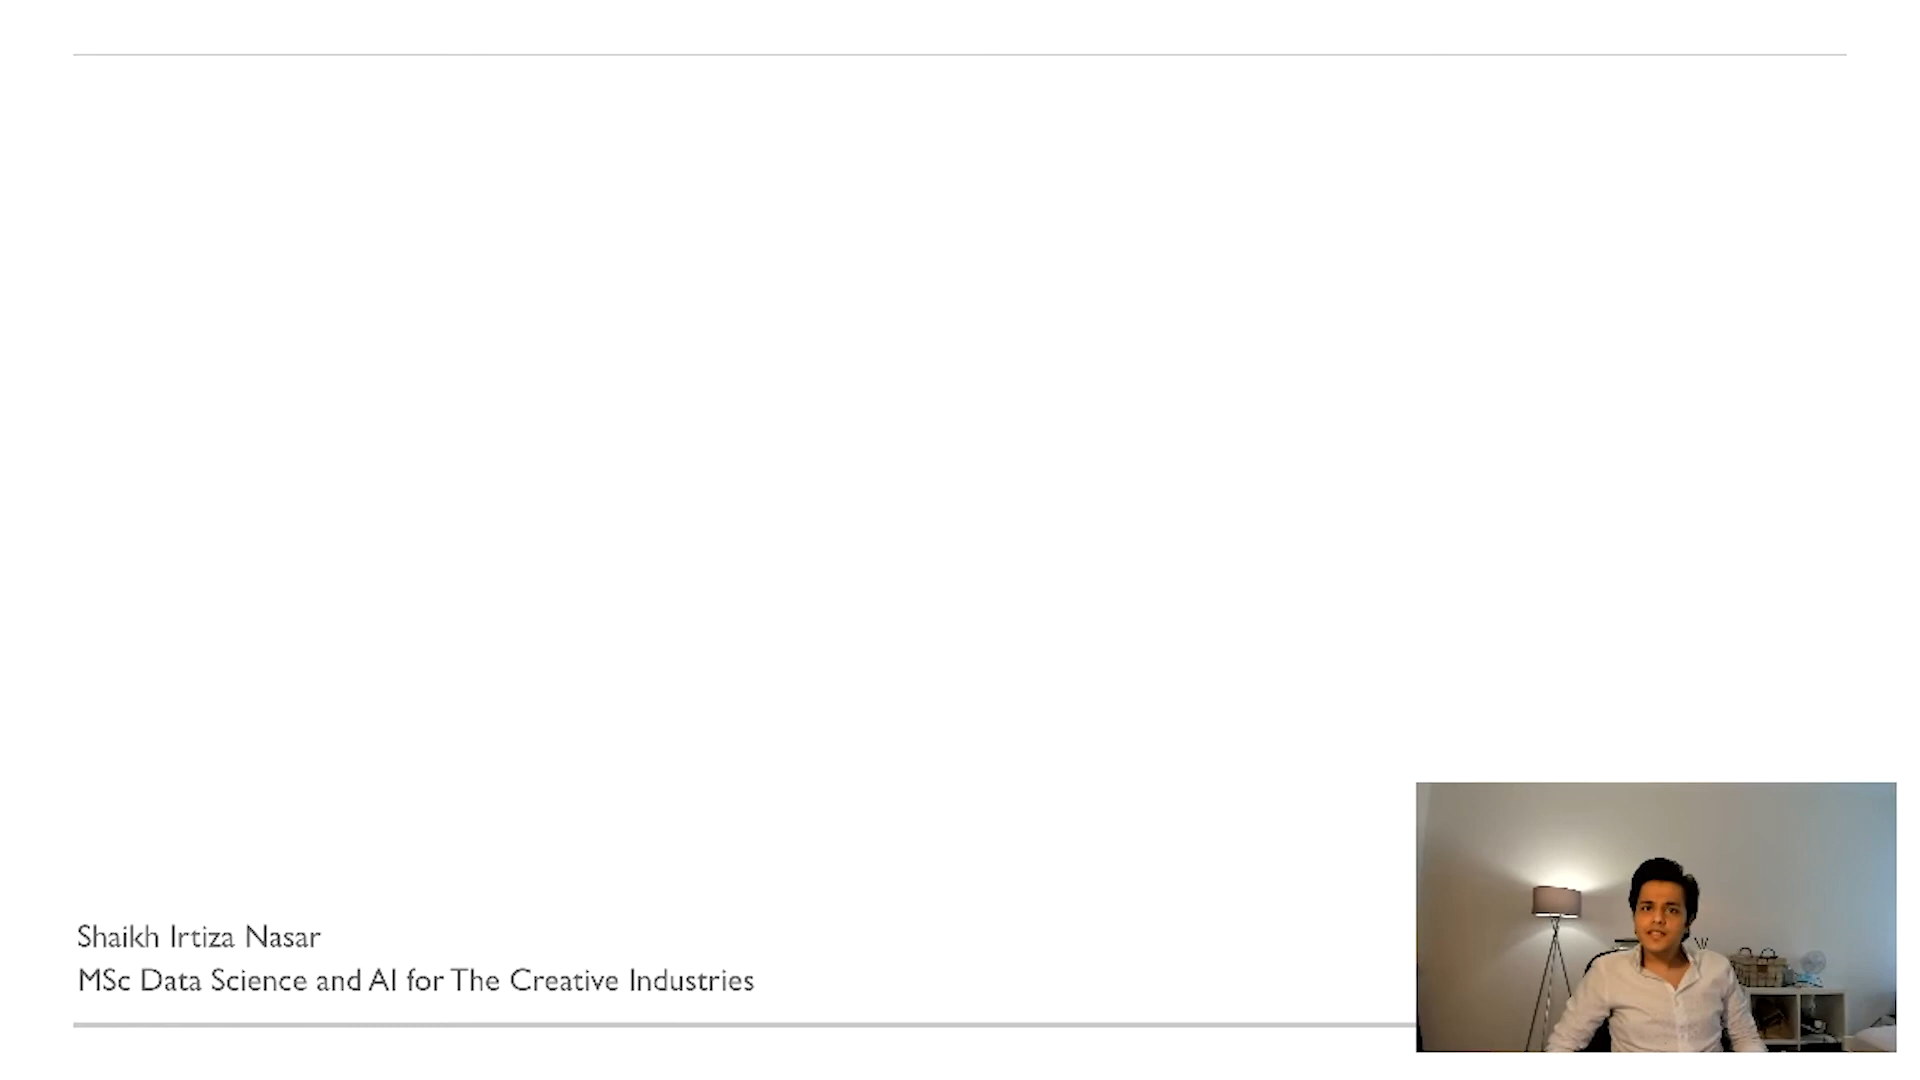 Shaikh Irtiza Nasar
MSc Data Science and AI for The Creative Industries